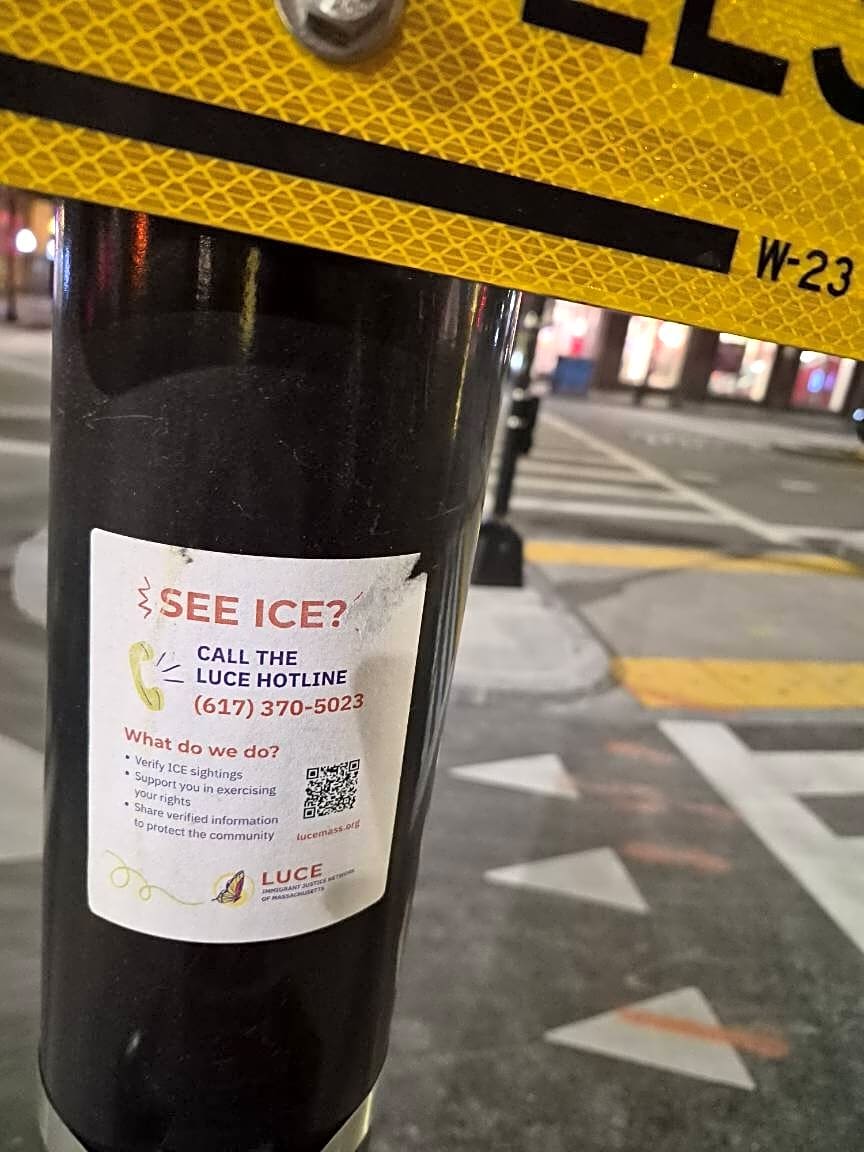 W-23
SEE ICE?
CALL THE
LUCE HOTLINE
(617) 370-5023
What do we do?
• Verify ICE sightings
• Support you in exercising
your rights
• Share verified information
to protect the community
lucemass.org
LUCE
IMMIGRANT JUSTICE NETWORK
OF MASSACHUSETTS